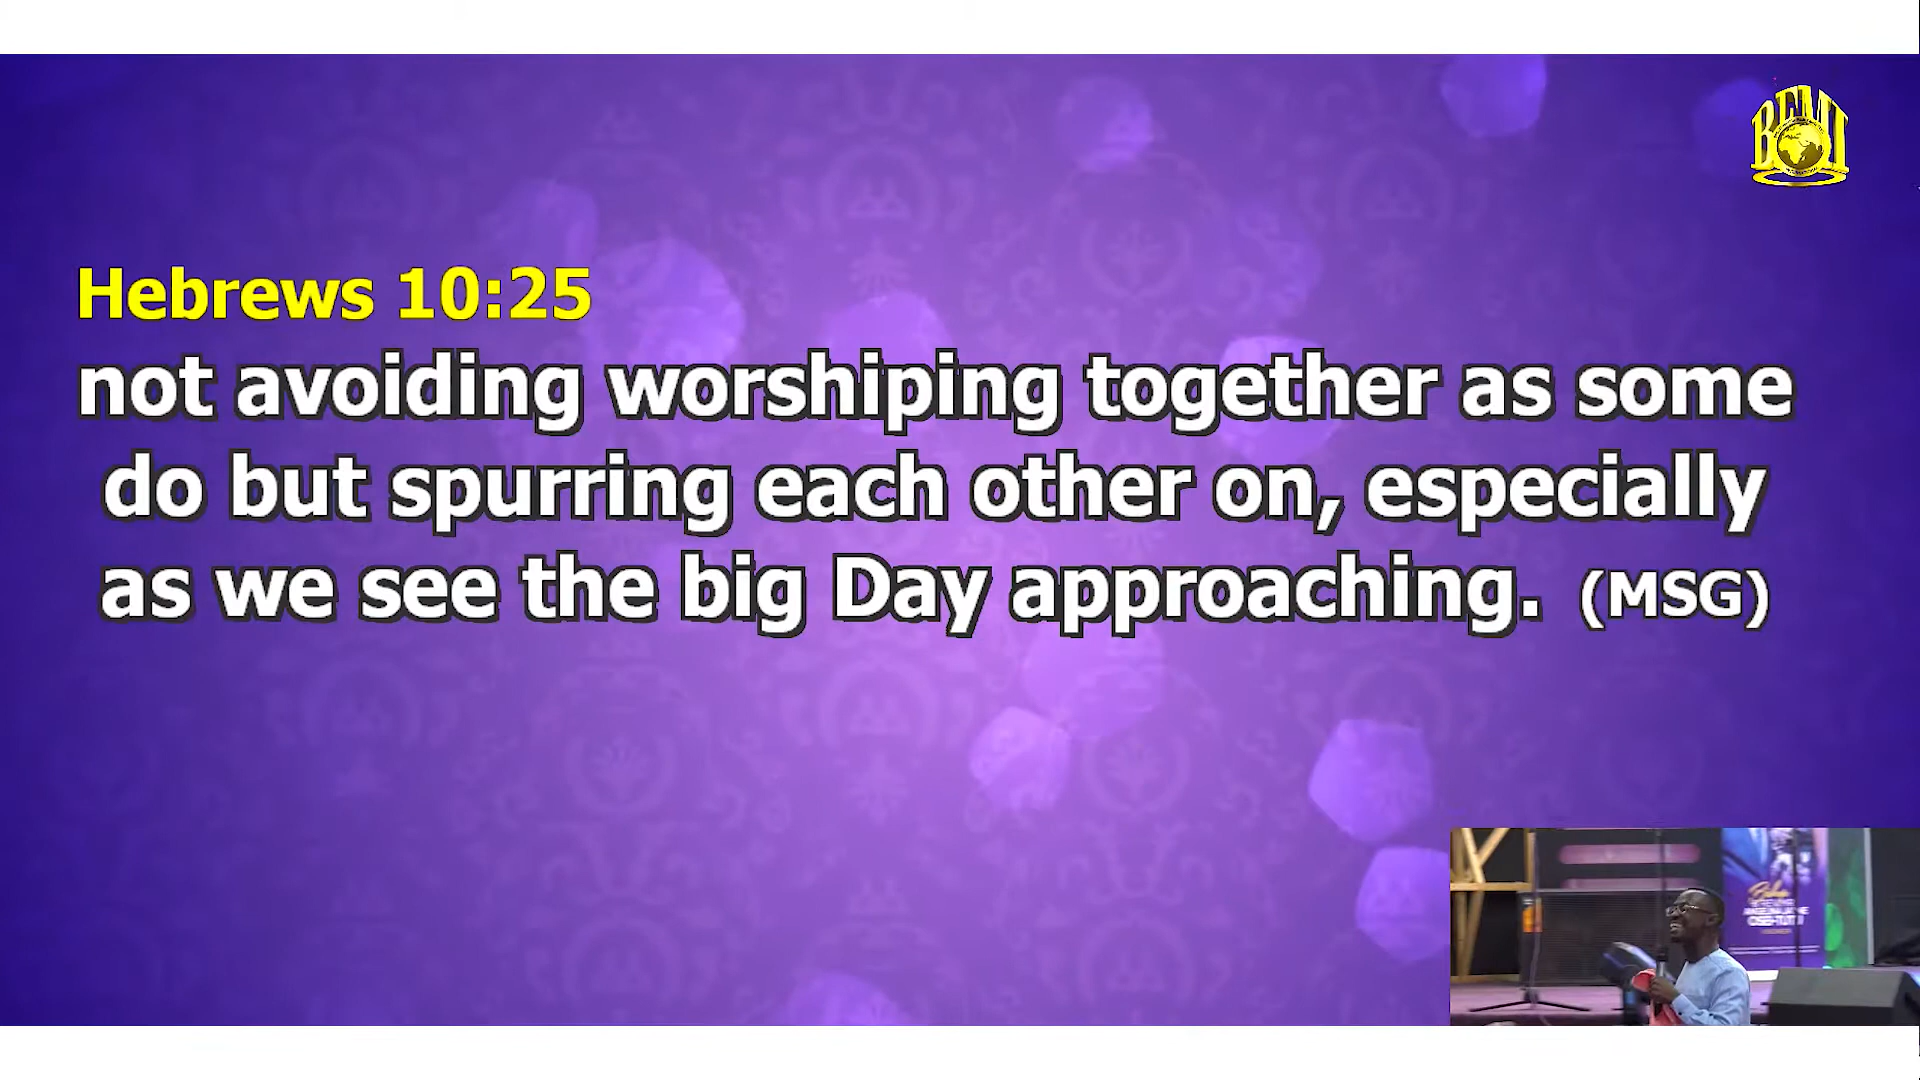 BFMI
Hebrews 10:25
not avoiding worshiping together as some
do but spurring each other on, especially
as we see the big Day approaching. (MSG)